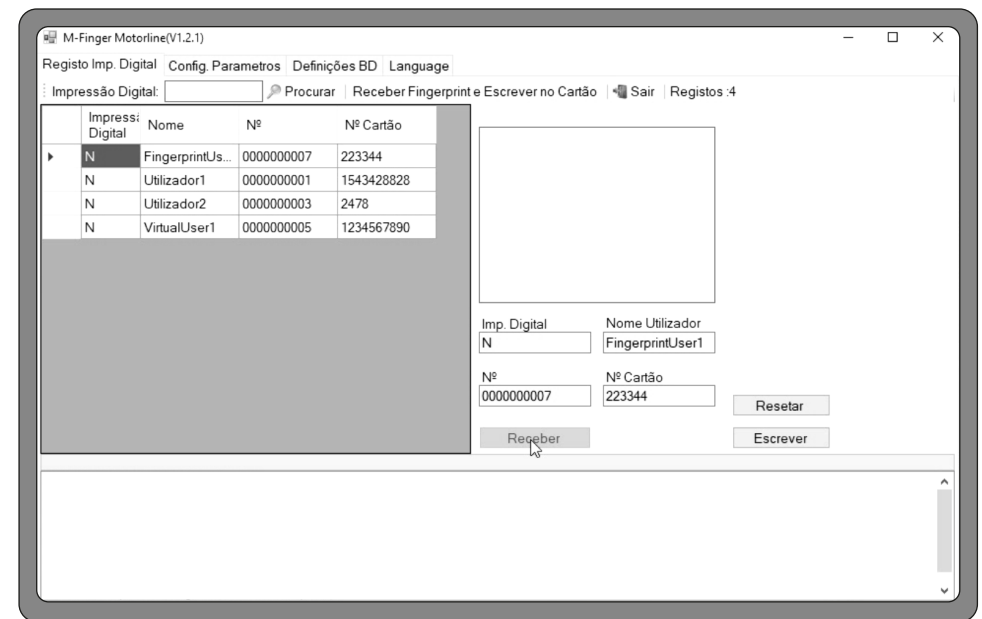 M-Finger Motorline(V1.2.1)
Registo Imp. Digital Config. Parametros Definições BD Language
Impressão Digital: Procurar Receber Fingerprint e Escrever no Cartão Sair Registos :4
Impressã Digital Nome Nº Nº Cartão
N FingerprintUs... 0000000007 223344
N Utilizador1 0000000001 1543428828
N Utilizador2 0000000003 2478
N VirtualUser1 0000000005 1234567890
Imp. Digital Nome Utilizador
N FingerprintUser1
Nº Nº Cartão
0000000007 223344
Resetar
Receber Escrever